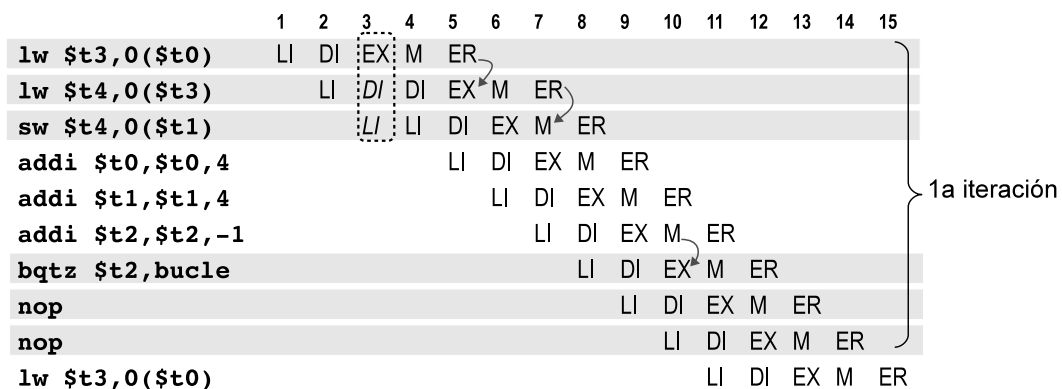 1 2 3 4 5 6 7 8 9 10 11 12 13 14 15
lw $t3,0($t0) LI DI EX M ER
lw $t4,0($t3) LI DI DI EX M ER
sw $t4,0($t1) LI LI DI EX M ER
addi $t0,$t0,4 LI DI EX M ER
addi $t1,$t1,4 LI DI EX M ER
addi $t2,$t2,-1 LI DI EX M ER
bqtz $t2,bucle LI DI EX M ER
nop LI DI EX M ER
nop LI DI EX M ER
lw $t3,0($t0) LI DI EX M ER
1a iteración